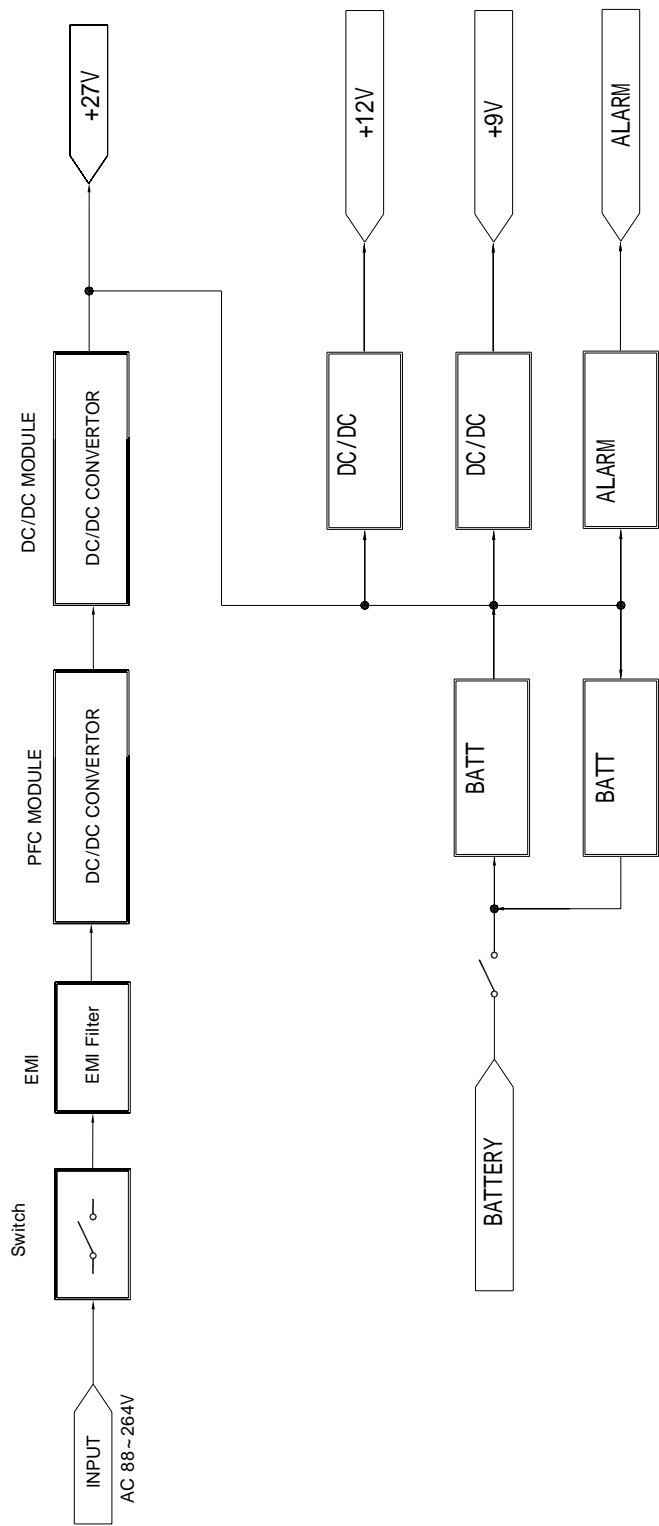 INPUT
AC 88~264V
Switch
EMI
EMI Filter
PFC MODULE
DC/DC CONVERTOR
DC/DC MODULE
DC/DC CONVERTOR
+27V
DC/DC
+12V
BATTERY
BATT
DC/DC
+9V
BATT
ALARM
ALARM